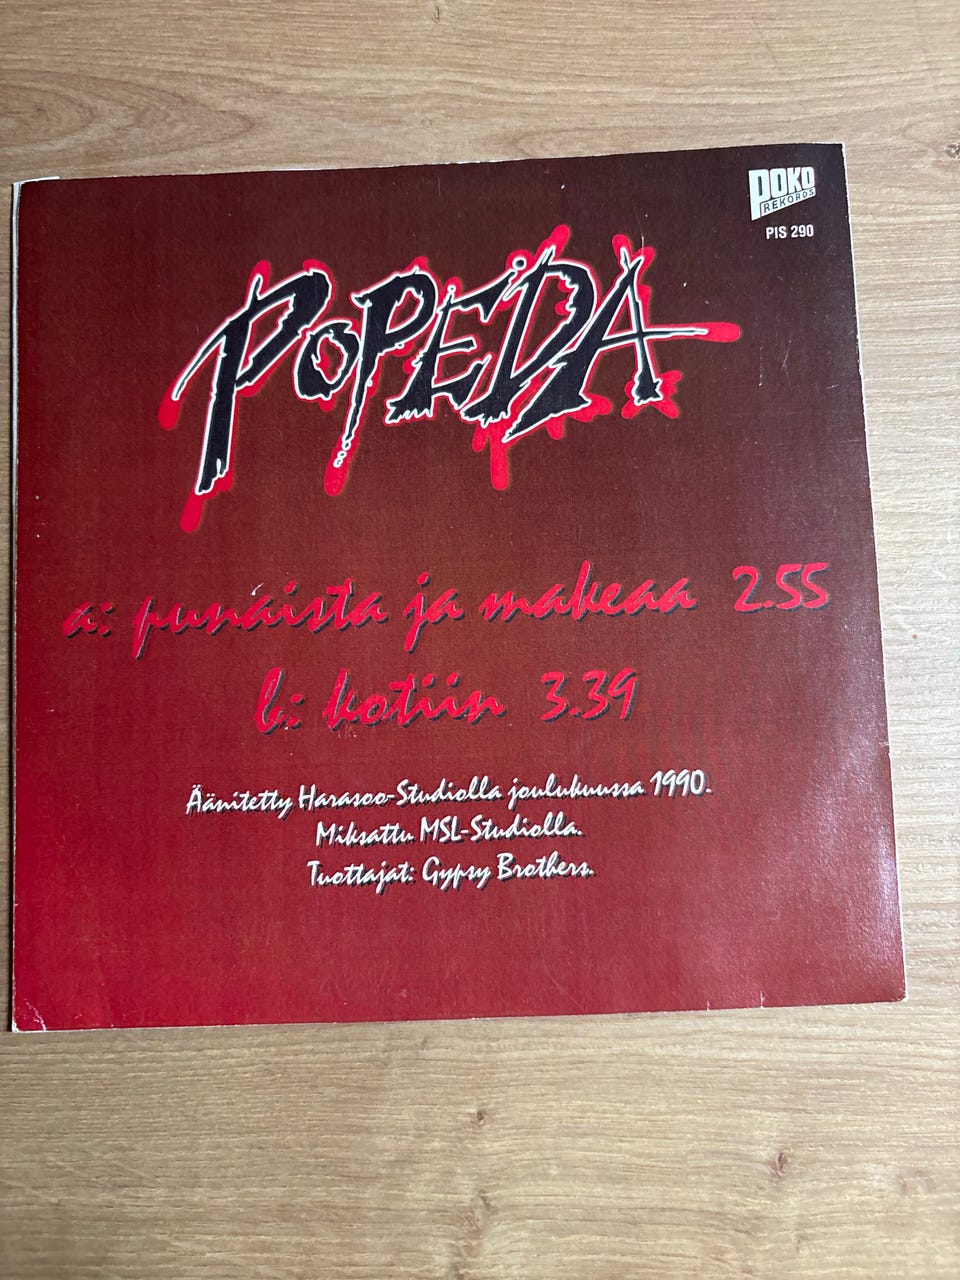 POKO
REKORDS
PIS 290
POPEDA
a: punaista ja makeaa 2.55
b: kotiin 3.39
Äänitetty Harasoo-Studiolla joulukuussa 1990.
Miksattu MSL-Studiolla.
Tuottajat: Gypsy Brothers.